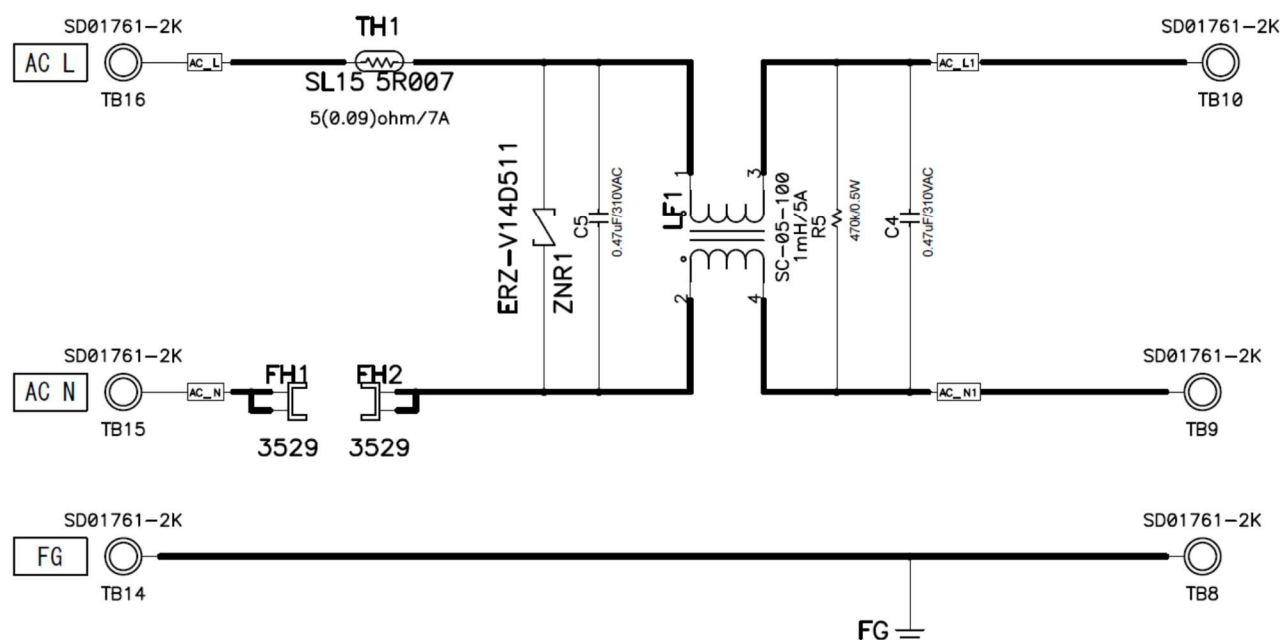 SD01761-2K
AC L
TB16
AC_L
TH1
SL15 5R007
5(0.09)ohm/7A
ERZ-V14D511
ZNR1
C5
0.47uF/310VAC
1
3
LF1
2
4
SC-05-100
1mH/5A
R5
470k/0.5W
C4
0.47uF/310VAC
AC_L1
SD01761-2K
TB10
SD01761-2K
AC N
TB15
AC_N
FH1
3529
FH2
3529
AC_N1
SD01761-2K
TB9
SD01761-2K
FG
TB14
SD01761-2K
TB8
FG